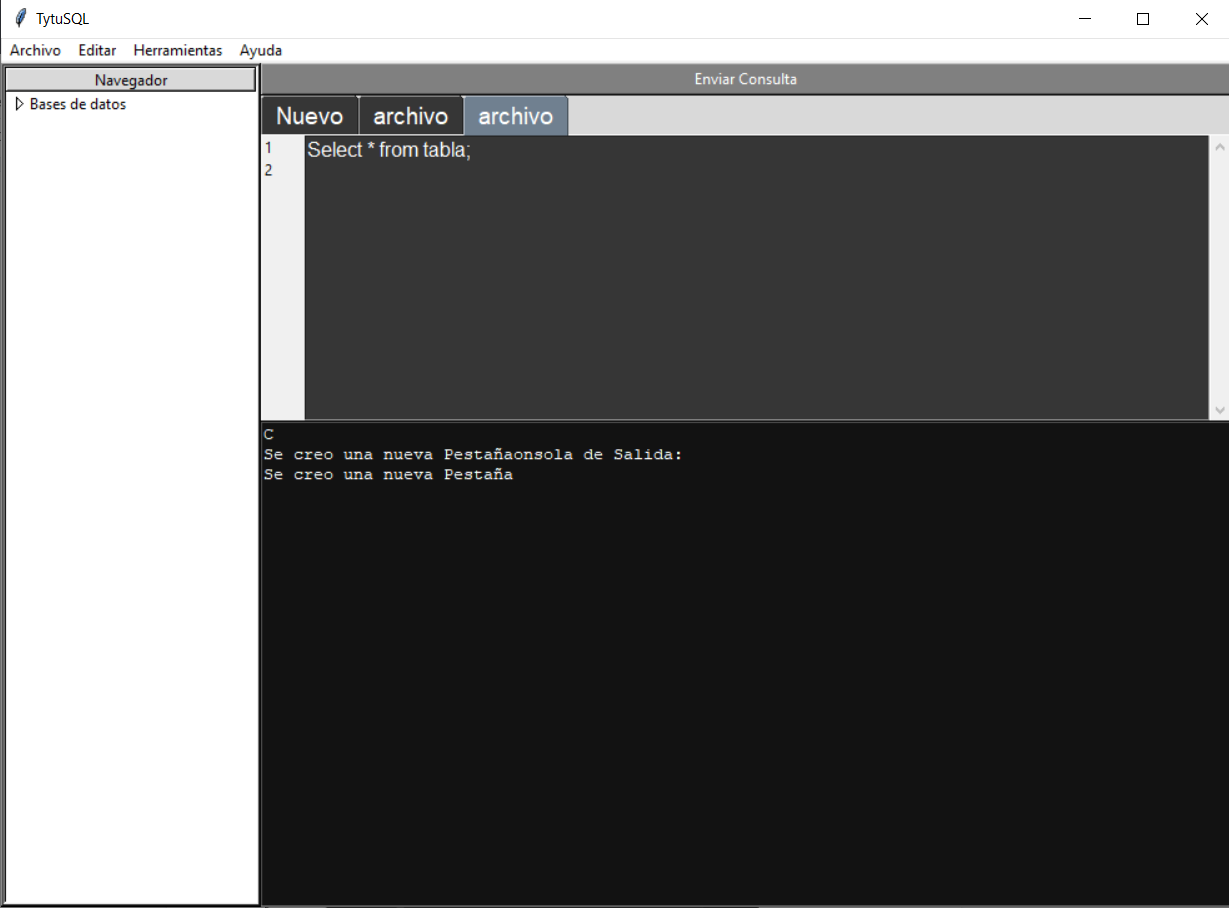 TytuSQL
Archivo Editar Herramientas Ayuda
Navegador
Bases de datos
Enviar Consulta
Nuevo archivo archivo
1 Select * from tabla;
2
C
Se creo una nueva Pestañaonsola de Salida:
Se creo una nueva Pestaña